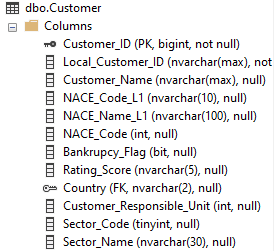 dbo.Customer
Columns
Customer_ID (PK, bigint, not null)
Local_Customer_ID (nvarchar(max), not
Customer_Name (nvarchar(max), null)
NACE_Code_L1 (nvarchar(10), null)
NACE_Name_L1 (nvarchar(100), null)
NACE_Code (int, null)
Bankrupcy_Flag (bit, null)
Rating_Score (nvarchar(5), null)
Country (FK, nvarchar(2), null)
Customer_Responsible_Unit (int, null)
Sector_Code (tinyint, null)
Sector_Name (nvarchar(30), null)